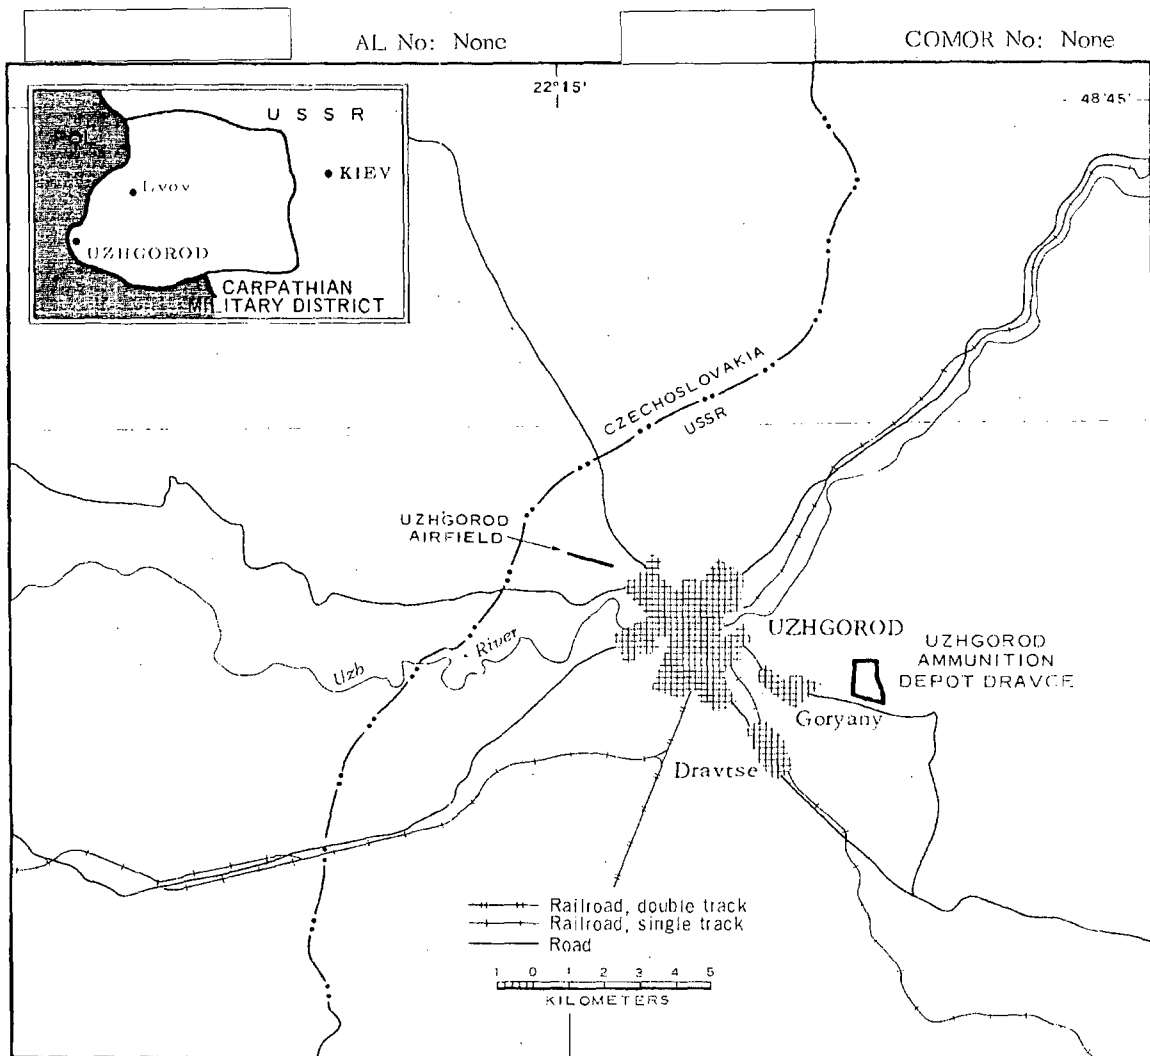 AL No: None
COMOR No: None
22°15'
48°45'
U S S R
POL
KIEV
Lvov
UZHGOROD
CARPATHIAN
MILITARY DISTRICT
CZECHOSLOVAKIA
USSR
UZHGOROD
AIRFIELD
Uzh River
UZHGOROD
UZHGOROD
AMMUNITION
DEPOT DRAVCE
Goryany
Dravtse
Railroad, double track
Railroad, single track
Road
1 0 1 2 3 4 5
KILOMETERS